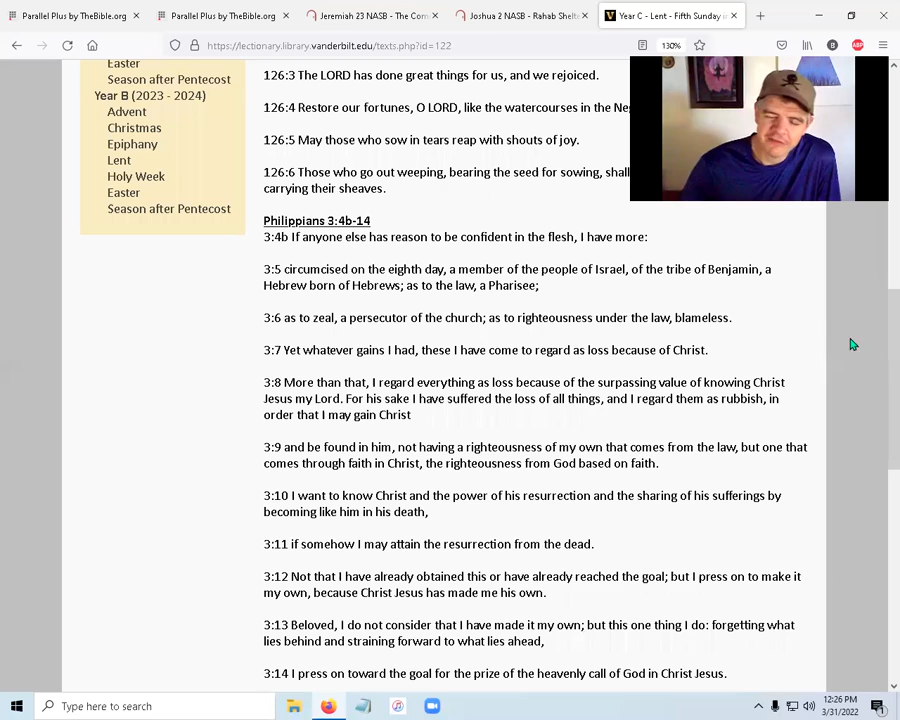 Parallel Plus by TheBible.org
Parallel Plus by TheBible.org
Jeremiah 23 NASB - The Com
Joshua 2 NASB - Rahab Shelte
Year C - Lent - Fifth Sunday i
https://lectionary.library.vanderbilt.edu/texts.php?id=122
130%
Easter
Season after Pentecost
Year B (2023 - 2024)
Advent
Christmas
Epiphany
Lent
Holy Week
Easter
Season after Pentecost
126:3 The LORD has done great things for us, and we rejoiced.
126:4 Restore our fortunes, O LORD, like the watercourses in the Neg
126:5 May those who sow in tears reap with shouts of joy.
126:6 Those who go out weeping, bearing the seed for sowing, shall
carrying their sheaves.
Philippians 3:4b-14
3:4b If anyone else has reason to be confident in the flesh, I have more:
3:5 circumcised on the eighth day, a member of the people of Israel, of the tribe of Benjamin, a
Hebrew born of Hebrews; as to the law, a Pharisee;
3:6 as to zeal, a persecutor of the church; as to righteousness under the law, blameless.
3:7 Yet whatever gains I had, these I have come to regard as loss because of Christ.
3:8 More than that, I regard everything as loss because of the surpassing value of knowing Christ
Jesus my Lord. For his sake I have suffered the loss of all things, and I regard them as rubbish, in
order that I may gain Christ
3:9 and be found in him, not having a righteousness of my own that comes from the law, but one that
comes through faith in Christ, the righteousness from God based on faith.
3:10 I want to know Christ and the power of his resurrection and the sharing of his sufferings by
becoming like him in his death,
3:11 if somehow I may attain the resurrection from the dead.
3:12 Not that I have already obtained this or have already reached the goal; but I press on to make it
my own, because Christ Jesus has made me his own.
3:13 Beloved, I do not consider that I have made it my own; but this one thing I do: forgetting what
lies behind and straining forward to what lies ahead,
3:14 I press on toward the goal for the prize of the heavenly call of God in Christ Jesus.
Type here to search
12:26 PM
3/31/2022